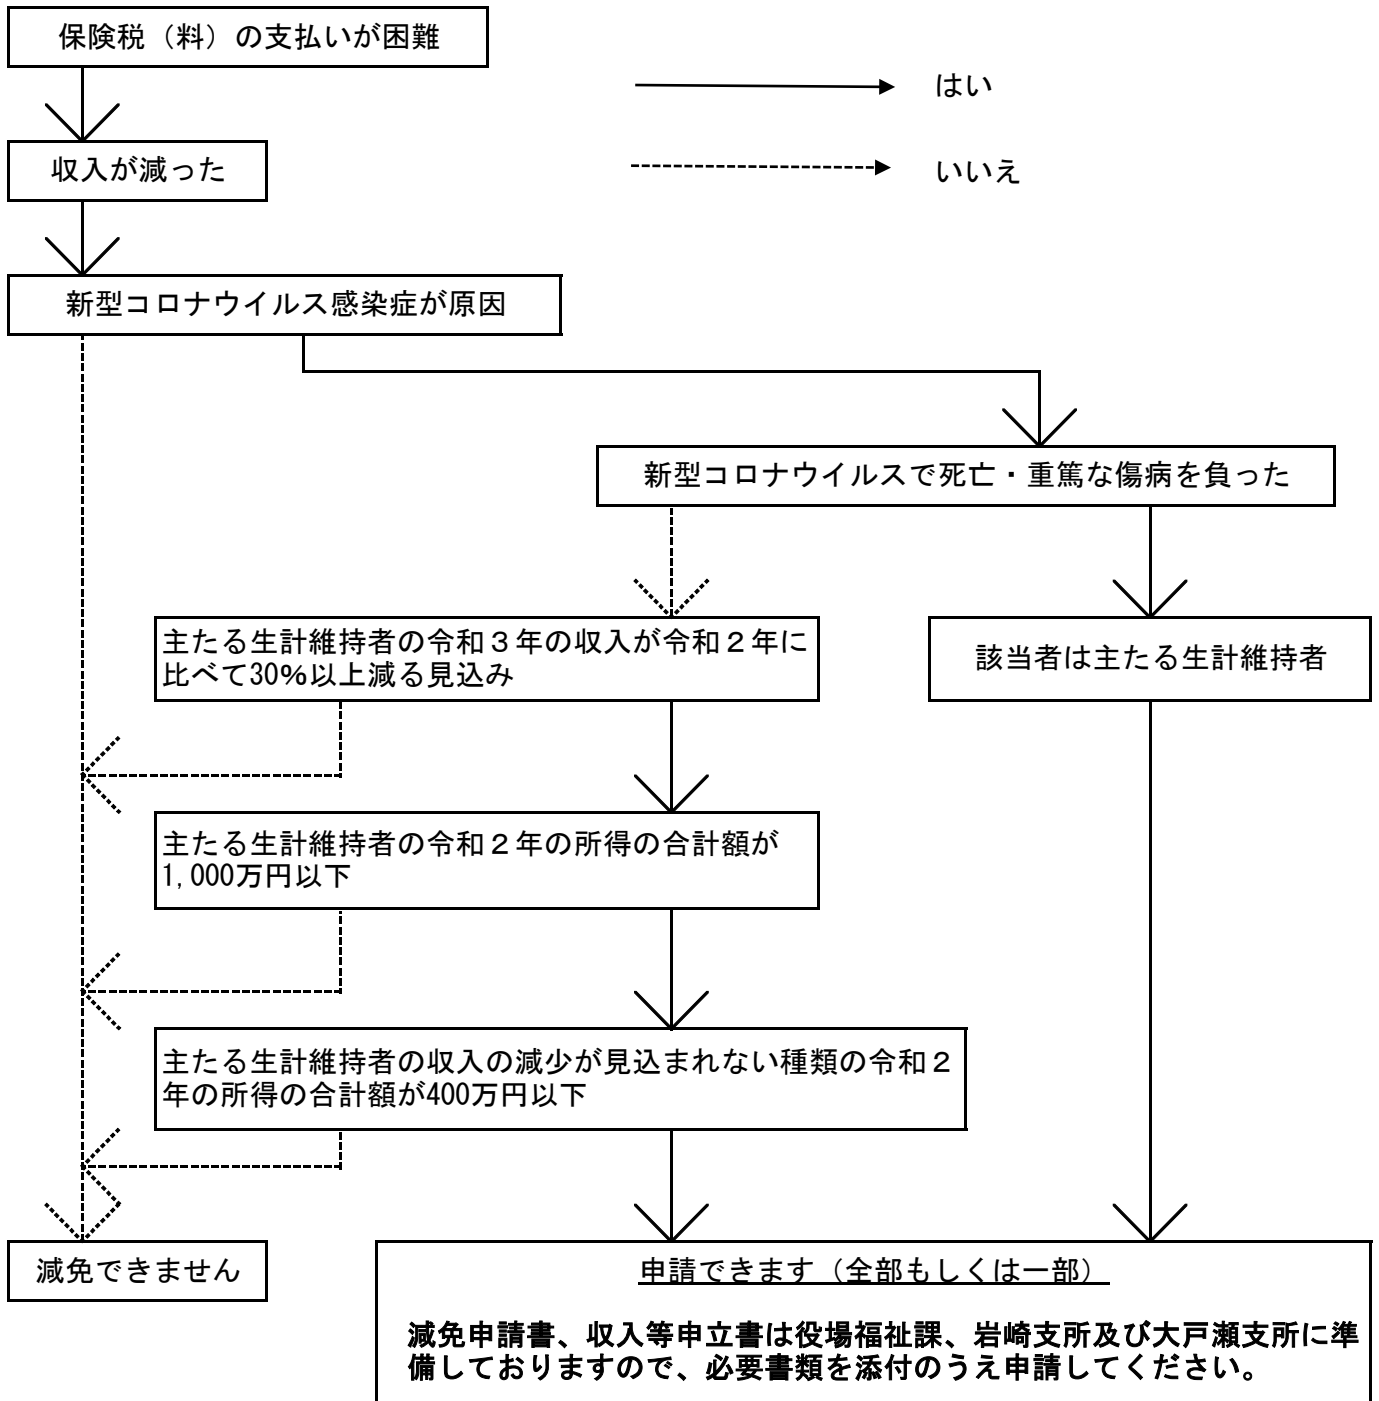 保険税（料）の支払いが困難
はい
収入が減った
いいえ
新型コロナウイルス感染症が原因
新型コロナウイルスで死亡・重篤な傷病を負った
主たる生計維持者の令和３年の収入が令和２年に
比べて30%以上減る見込み
該当者は主たる生計維持者
主たる生計維持者の令和２年の所得の合計額が
1,000万円以下
主たる生計維持者の収入の減少が見込まれない種類の令和２
年の所得の合計額が400万円以下
減免できません
申請できます（全部もしくは一部）
減免申請書、収入等申立書は役場福祉課、岩崎支所及び大戸瀬支所に準
備しておりますので、必要書類を添付のうえ申請してください。